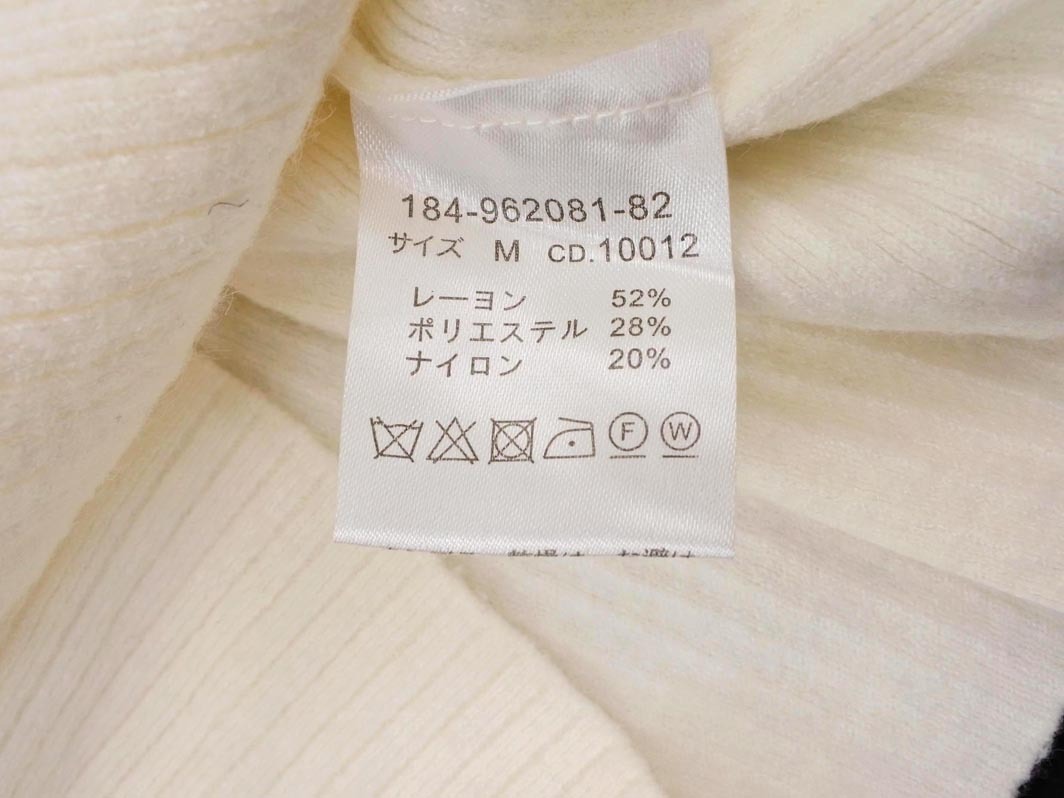 184-962081-82
サイズ M CD.10012
レーヨン 52%
ポリエステル 28%
ナイロン 20%
F W